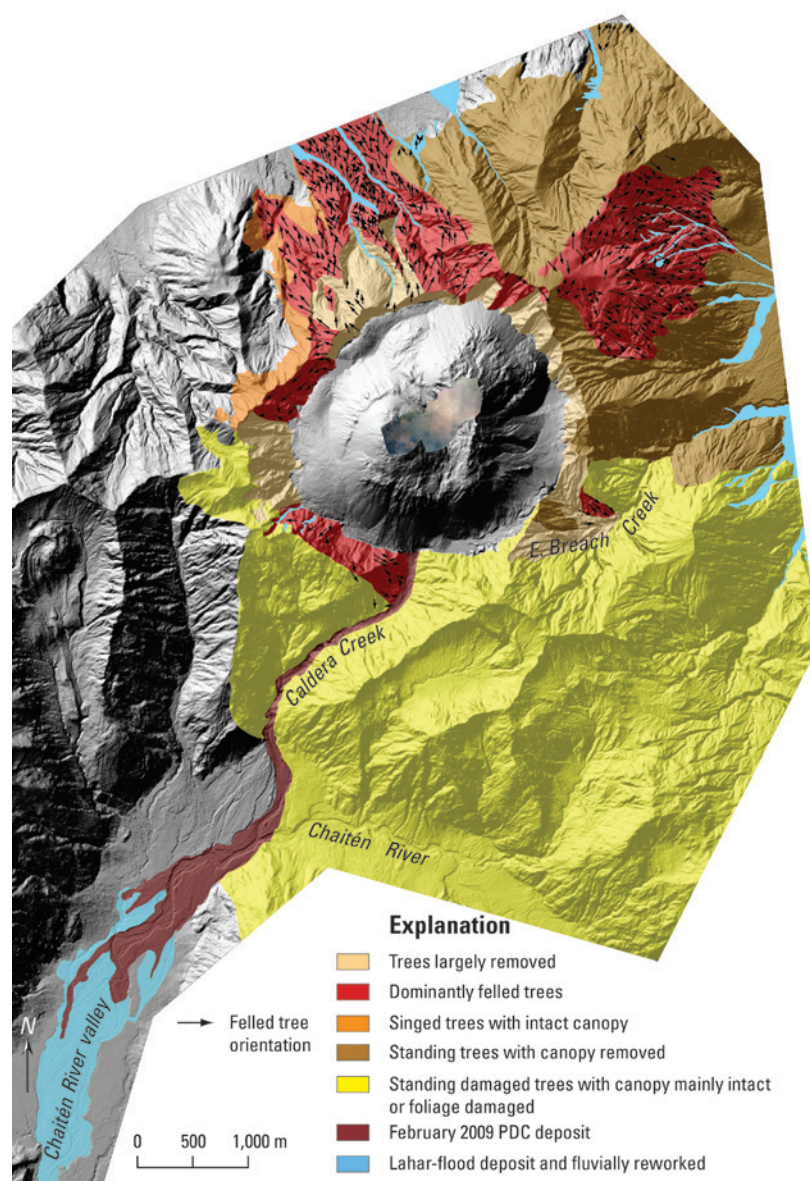 E. Breach Creek
Caldera Creek
Chaitén River
Chaitén River valley
N
Felled tree
orientation
0 500 1,000 m
Explanation
Trees largely removed
Dominantly felled trees
Singed trees with intact canopy
Standing trees with canopy removed
Standing damaged trees with canopy mainly intact
or foliage damaged
February 2009 PDC deposit
Lahar-flood deposit and fluvially reworked